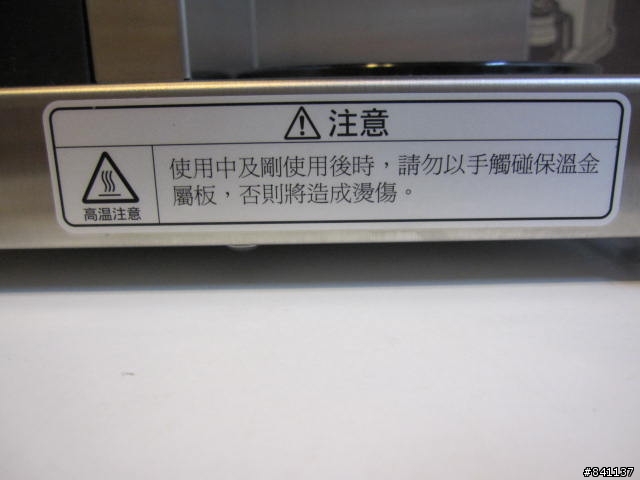 注意
使用中及剛使用後時，請勿以手觸碰保溫金
屬板，否則將造成燙傷。
高温注意
#841137